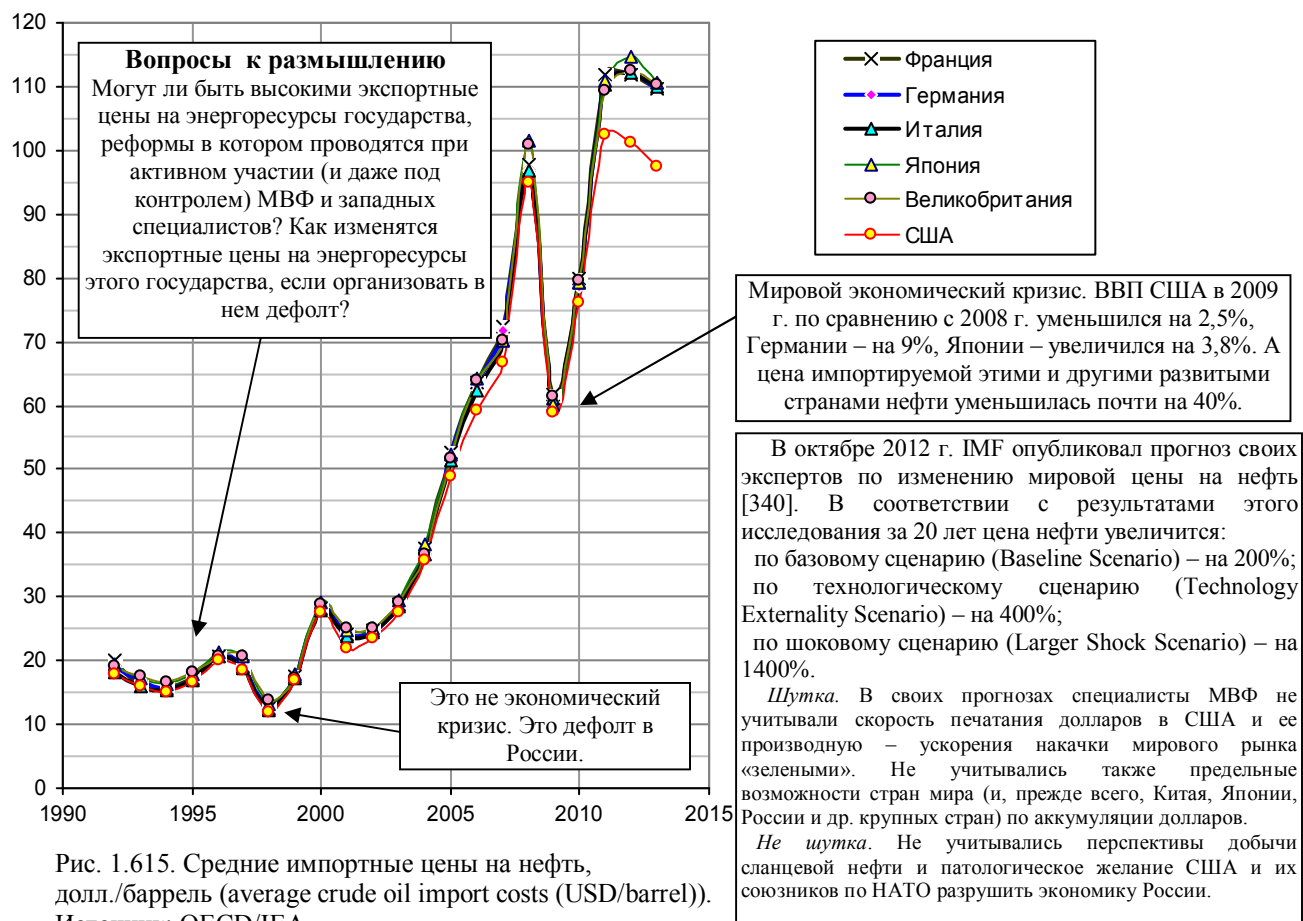 120
110
100
90
80
70
60
50
40
30
20
10
0
1990
1995
2000
2005
2010
2015
Вопросы к размышлению
Могут ли быть высокими экспортные
цены на энергоресурсы государства,
реформы в котором проводятся при
активном участии (и даже под
контролем) МВФ и западных
специалистов? Как изменятся
экспортные цены на энергоресурсы
этого государства, если организовать в
нем дефолт?
Франция
Германия
Италия
Япония
Великобритания
США
Мировой экономический кризис. ВВП США в 2009
г. по сравнению с 2008 г. уменьшился на 2,5%,
Германии – на 9%, Японии – увеличился на 3,8%. А
цена импортируемой этими и другими развитыми
странами нефти уменьшилась почти на 40%.
Это не экономический
кризис. Это дефолт в
России.
В октябре 2012 г. IMF опубликовал прогноз своих
экспертов по изменению мировой цены на нефть
[340]. В соответствии с результатами этого
исследования за 20 лет цена нефти увеличится:
по базовому сценарию (Baseline Scenario) – на 200%;
по технологическому сценарию (Technology
Externality Scenario) – на 400%;
по шоковому сценарию (Larger Shock Scenario) – на
1400%.
Шутка. В своих прогнозах специалисты МВФ не
учитывали скорость печатания долларов в США и ее
производную – ускорения накачки мирового рынка
«зелеными». Не учитывались также предельные
возможности стран мира (и, прежде всего, Китая, Японии,
России и др. крупных стран) по аккумуляции долларов.
Не шутка. Не учитывались перспективы добычи
сланцевой нефти и патологическое желание США и их
союзников по НАТО разрушить экономику России.
Рис. 1.615. Средние импортные цены на нефть,
долл./баррель (average crude oil import costs (USD/barrel)).
Источник: OECD/IEA